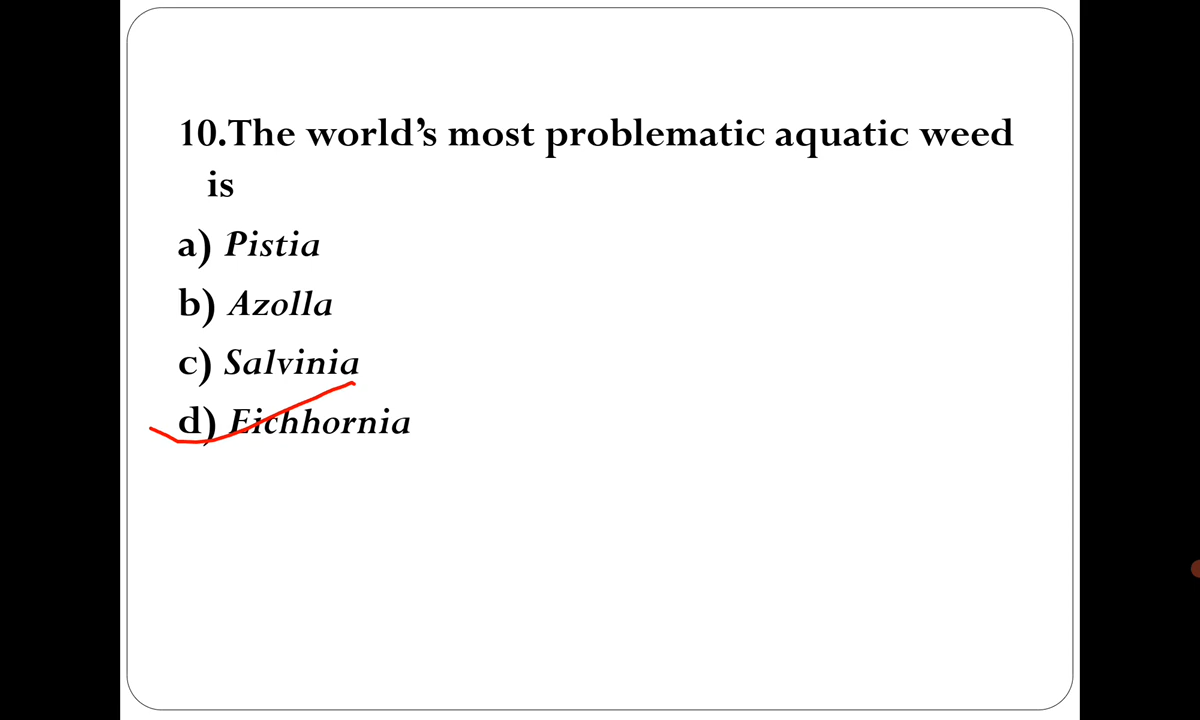 10.The world's most problematic aquatic weed
is
a) Pistia
b) Azolla
c) Salvinia
d) Eichhornia